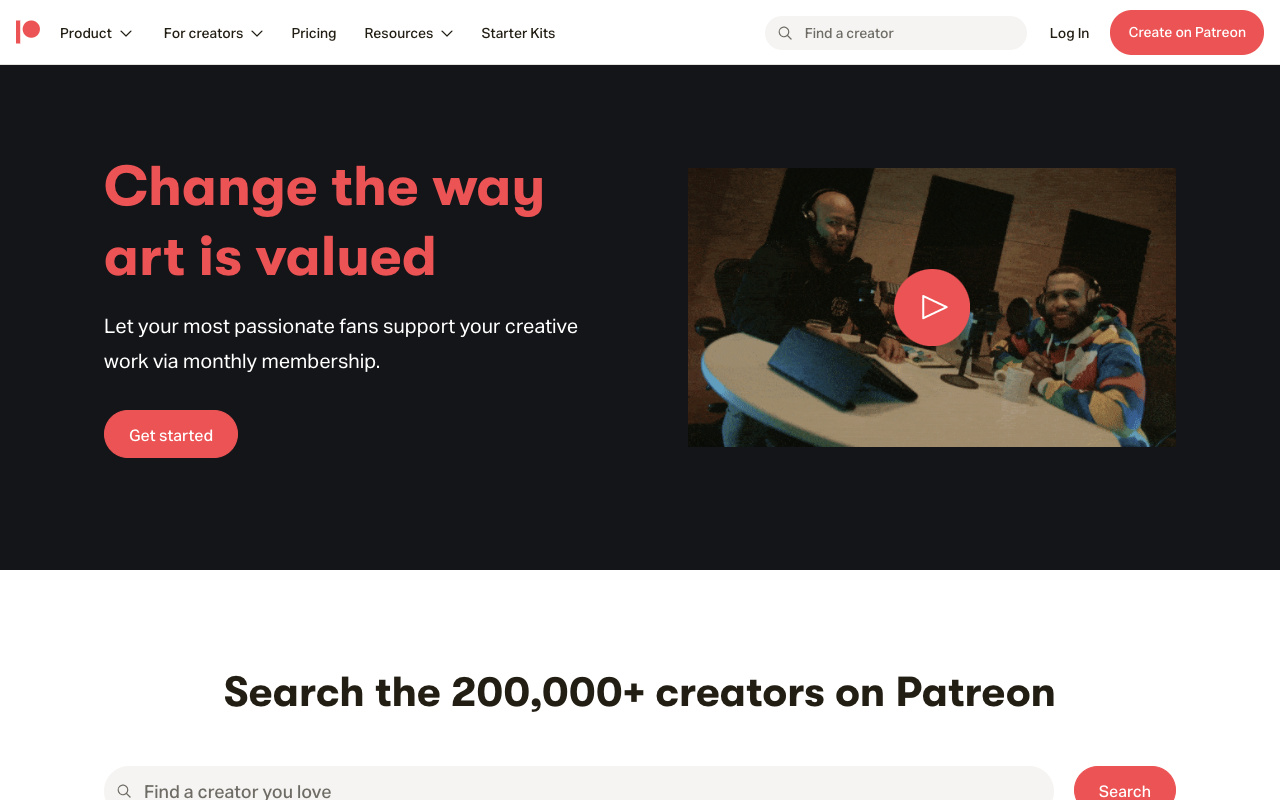 Product
For creators
Pricing
Resources
Starter Kits
Find a creator
Log In
Create on Patreon
Change the way
art is valued
Let your most passionate fans support your creative
work via monthly membership.
Get started
Search the 200,000+ creators on Patreon
Find a creator you love
Search